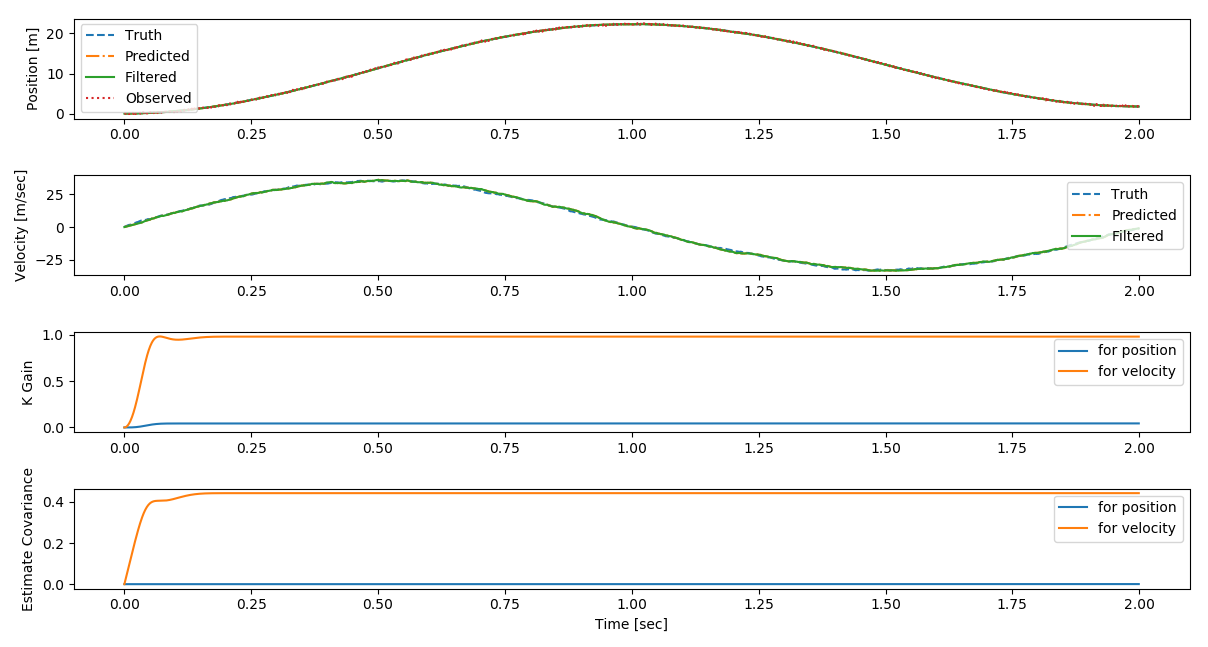 Position [m]
20
10
0
Truth
Predicted
Filtered
Observed
0.00 0.25 0.50 0.75 1.00 1.25 1.50 1.75 2.00
Velocity [m/sec]
25
0
−25
Truth
Predicted
Filtered
0.00 0.25 0.50 0.75 1.00 1.25 1.50 1.75 2.00
K Gain
1.0
0.5
0.0
for position
for velocity
0.00 0.25 0.50 0.75 1.00 1.25 1.50 1.75 2.00
Estimate Covariance
0.4
0.2
0.0
for position
for velocity
0.00 0.25 0.50 0.75 1.00 1.25 1.50 1.75 2.00
Time [sec]